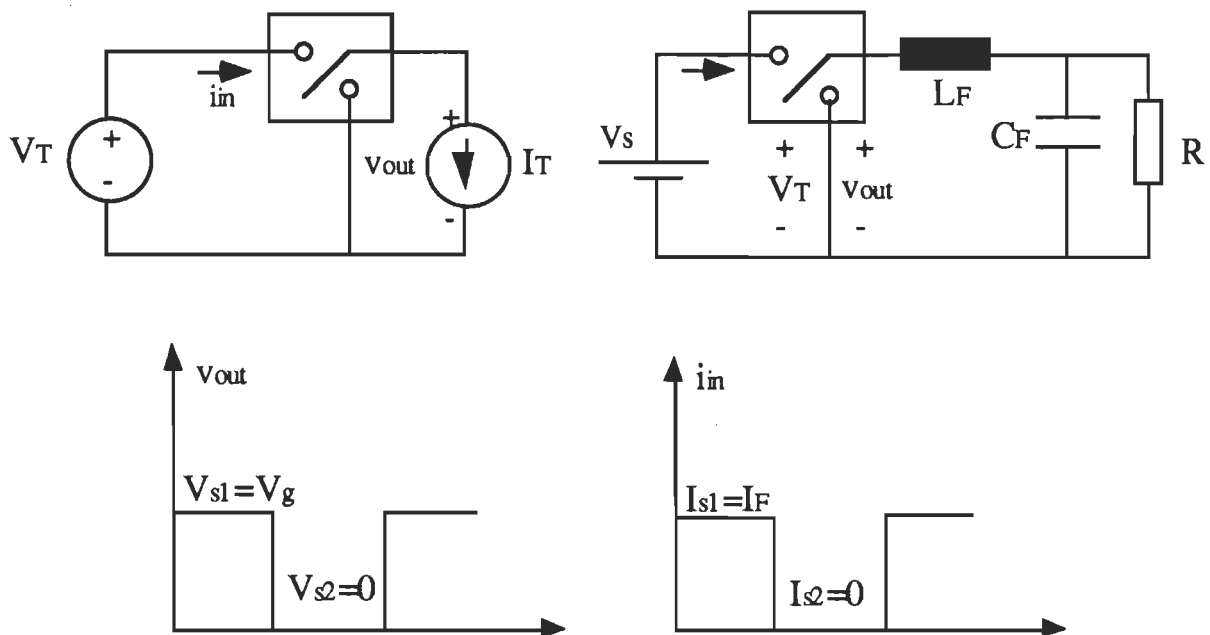 iin
VT
+
-
+
vout
-
IT
Vs
+
VT
-
+
vout
-
LF
CF
R
vout
Vs1=Vg
Vs2=0
iin
Is1=IF
Is2=0